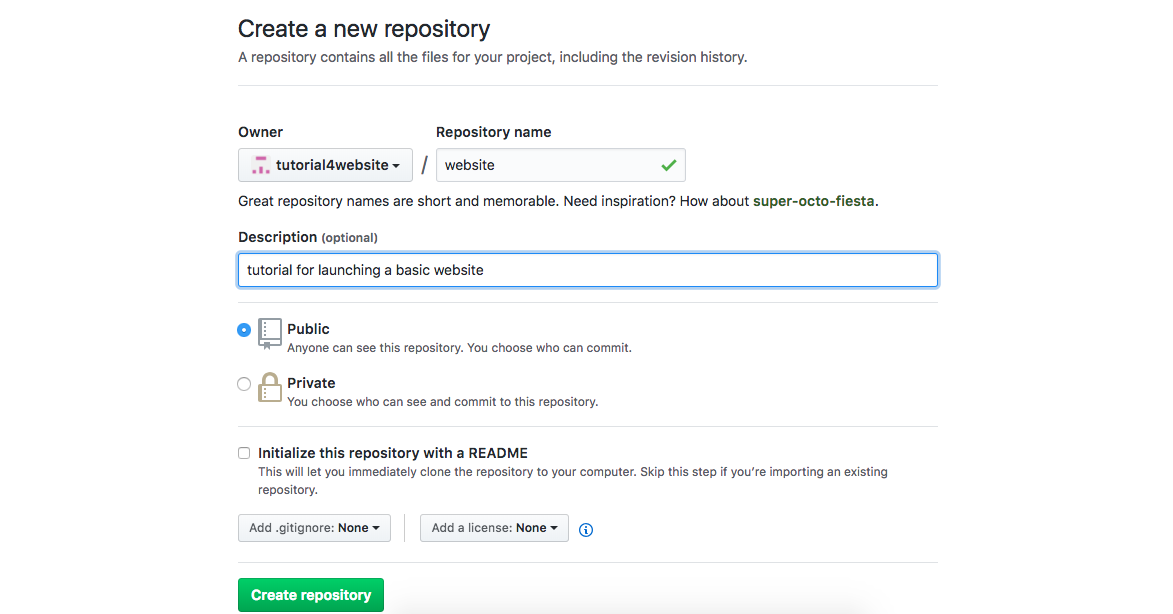 Create a new repository
A repository contains all the files for your project, including the revision history.
Owner
Repository name
tutorial4website / website
Great repository names are short and memorable. Need inspiration? How about super-octo-fiesta.
Description (optional)
tutorial for launching a basic website
Public
Anyone can see this repository. You choose who can commit.
Private
You choose who can see and commit to this repository.
Initialize this repository with a README
This will let you immediately clone the repository to your computer. Skip this step if you’re importing an existing
repository.
Add .gitignore: None
Add a license: None
Create repository